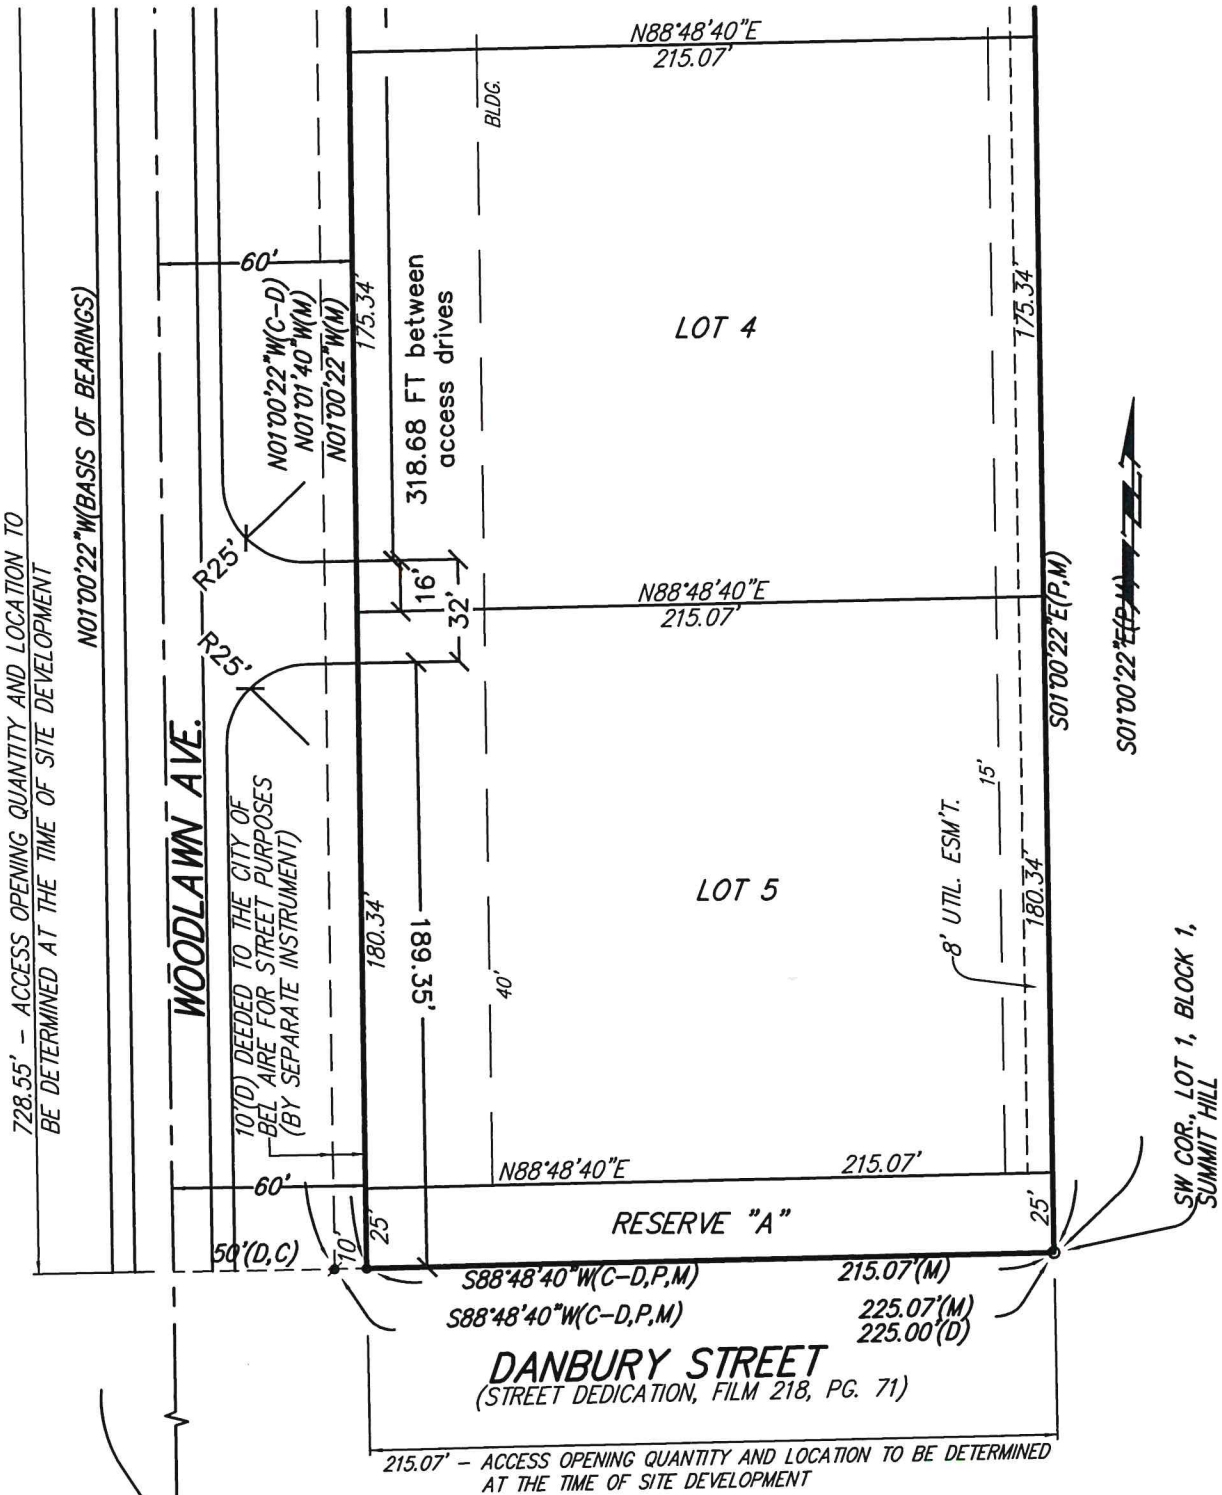 N88°48'40"E
215.07'
BLDG.
60'
N01°00'22"W(C-D)
N01°01'40"W(M)
N01°00'22"W(M)
175.34'
318.68 FT between
access drives
LOT 4
175.34'
N01°00'22"W(BASIS OF BEARINGS)
728.55' - ACCESS OPENING QUANTITY AND LOCATION TO
BE DETERMINED AT THE TIME OF SITE DEVELOPMENT
R25'
R25'
16'
32'
N88°48'40"E
215.07'
S01°00'22"E(P,M)
S01°00'22"E(P,M)
WOODLAWN AVE.
10'(D) DEEDED TO THE CITY OF
BEL AIRE FOR STREET PURPOSES
(BY SEPARATE INSTRUMENT)
180.34'
189.35'
40'
LOT 5
15'
8' UTIL. ESM'T.
180.34'
SW COR., LOT 1, BLOCK 1,
SUMMIT HILL
N88°48'40"E
215.07'
60'
25'
RESERVE "A"
25'
50'(D,C)
10'
S88°48'40"W(C-D,P,M)
215.07'(M)
S88°48'40"W(C-D,P,M)
225.07'(M)
225.00'(D)
DANBURY STREET
(STREET DEDICATION, FILM 218, PG. 71)
215.07' - ACCESS OPENING QUANTITY AND LOCATION TO BE DETERMINED
AT THE TIME OF SITE DEVELOPMENT